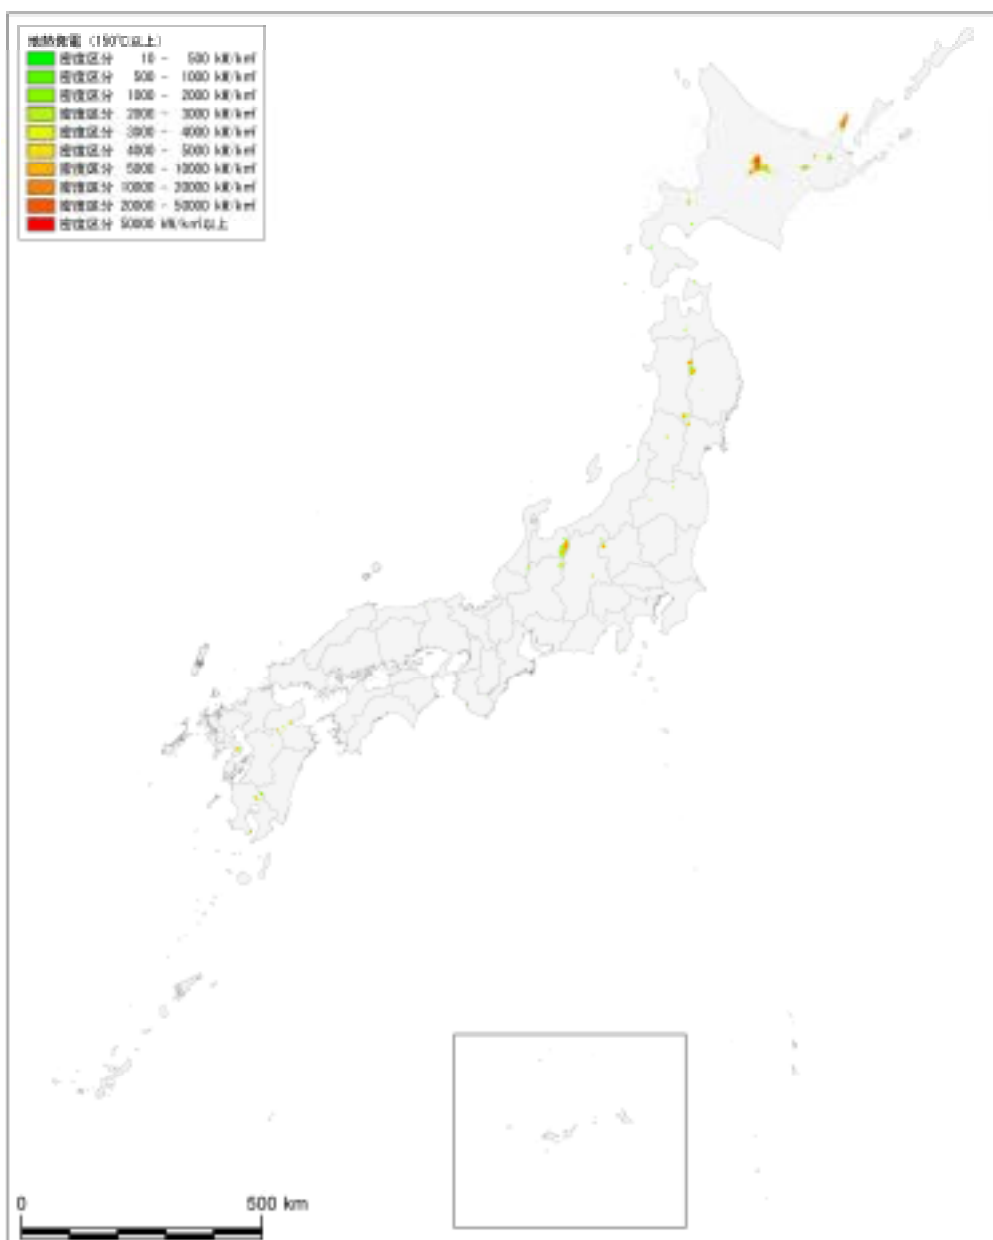 地熱発電（150℃以上）
密度区分 10 - 500 kW/km²
密度区分 500 - 1000 kW/km²
密度区分 1000 - 2000 kW/km²
密度区分 2000 - 3000 kW/km²
密度区分 3000 - 4000 kW/km²
密度区分 4000 - 5000 kW/km²
密度区分 5000 - 10000 kW/km²
密度区分 10000 - 20000 kW/km²
密度区分 20000 - 50000 kW/km²
密度区分 50000 kW/km²以上
0 500 km